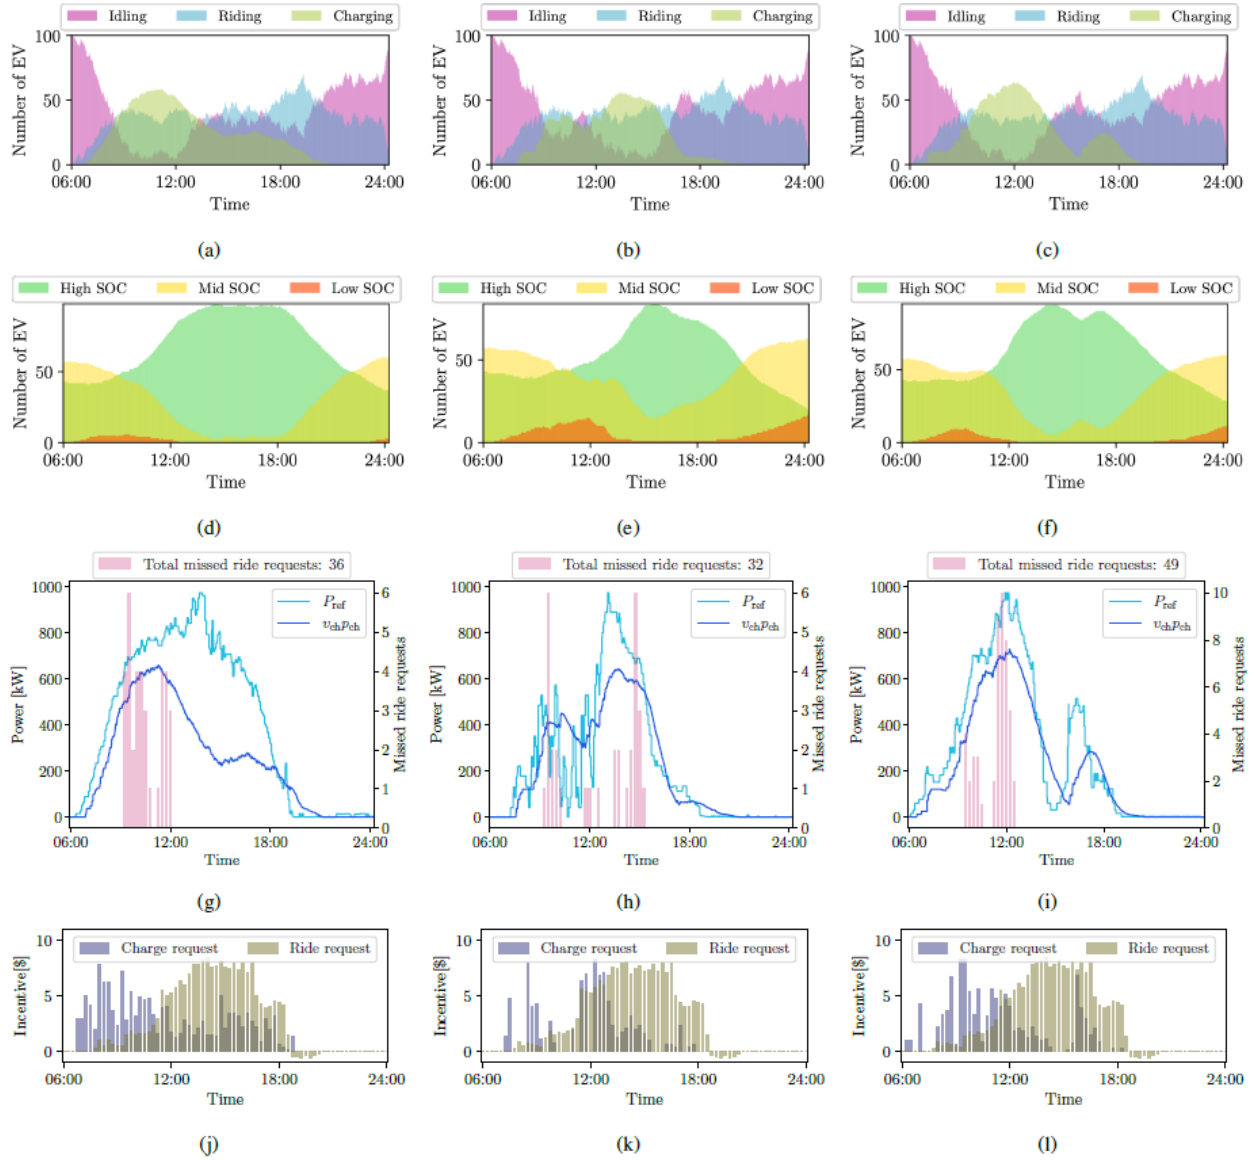 Idling Riding Charging
Idling Riding Charging
Idling Riding Charging
Number of EV
100
50
0
06:00 12:00 18:00 24:00
Time
Number of EV
100
50
0
06:00 12:00 18:00 24:00
Time
Number of EV
100
50
0
06:00 12:00 18:00 24:00
Time
(a)
(b)
(c)
High SOC Mid SOC Low SOC
High SOC Mid SOC Low SOC
High SOC Mid SOC Low SOC
Number of EV
50
0
06:00 12:00 18:00 24:00
Time
Number of EV
50
0
06:00 12:00 18:00 24:00
Time
Number of EV
50
0
06:00 12:00 18:00 24:00
Time
(d)
(e)
(f)
Total missed ride requests: 36
Total missed ride requests: 32
Total missed ride requests: 49
Power [kW]
1000
800
600
400
200
0
P_ref
v_ch p_ch
6
5
4
3
2
1
0
Missed ride requests
06:00 12:00 18:00 24:00
Time
Power [kW]
1000
800
600
400
200
0
P_ref
v_ch p_ch
6
5
4
3
2
1
0
Missed ride requests
06:00 12:00 18:00 24:00
Time
Power [kW]
1000
800
600
400
200
0
P_ref
v_ch p_ch
10
8
6
4
2
0
Missed ride requests
06:00 12:00 18:00 24:00
Time
(g)
(h)
(i)
Incentive[$]
10
5
0
Charge request Ride request
06:00 12:00 18:00 24:00
Time
Incentive[$]
10
5
0
Charge request Ride request
06:00 12:00 18:00 24:00
Time
Incentive[$]
10
5
0
Charge request Ride request
06:00 12:00 18:00 24:00
Time
(j)
(k)
(l)